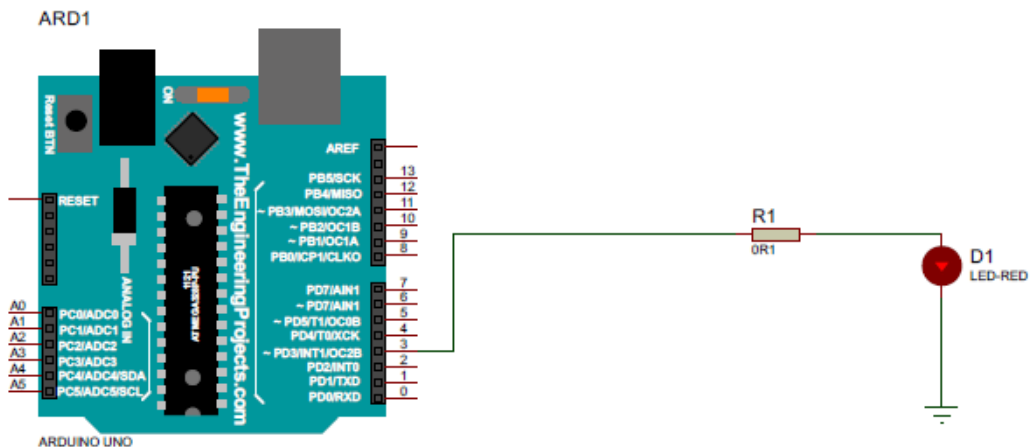 ARD1
Reset BTN
ON
www.TheEngineeringProjects.com
AREF
PB5/SCK 13
PB4/MISO 12
~ PB3/MOSI/OC2A 11
~ PB2/OC1B 10
~ PB1/OC1A 9
PB0/ICP1/CLKO 8
RESET
1121
ANALOG IN
PD7/AIN1 7
~ PD7/AIN1 6
~ PD5/T1/OC0B 5
PD4/T0/XCK 4
~ PD3/INT1/OC2B 3
PD2/INT0 2
PD1/TXD 1
PD0/RXD 0
A0 PC0/ADC0
A1 PC1/ADC1
A2 PC2/ADC2
A3 PC3/ADC3
A4 PC4/ADC4/SDA
A5 PC5/ADC5/SCL
ARDUINO UNO
R1
0R1
D1
LED-RED